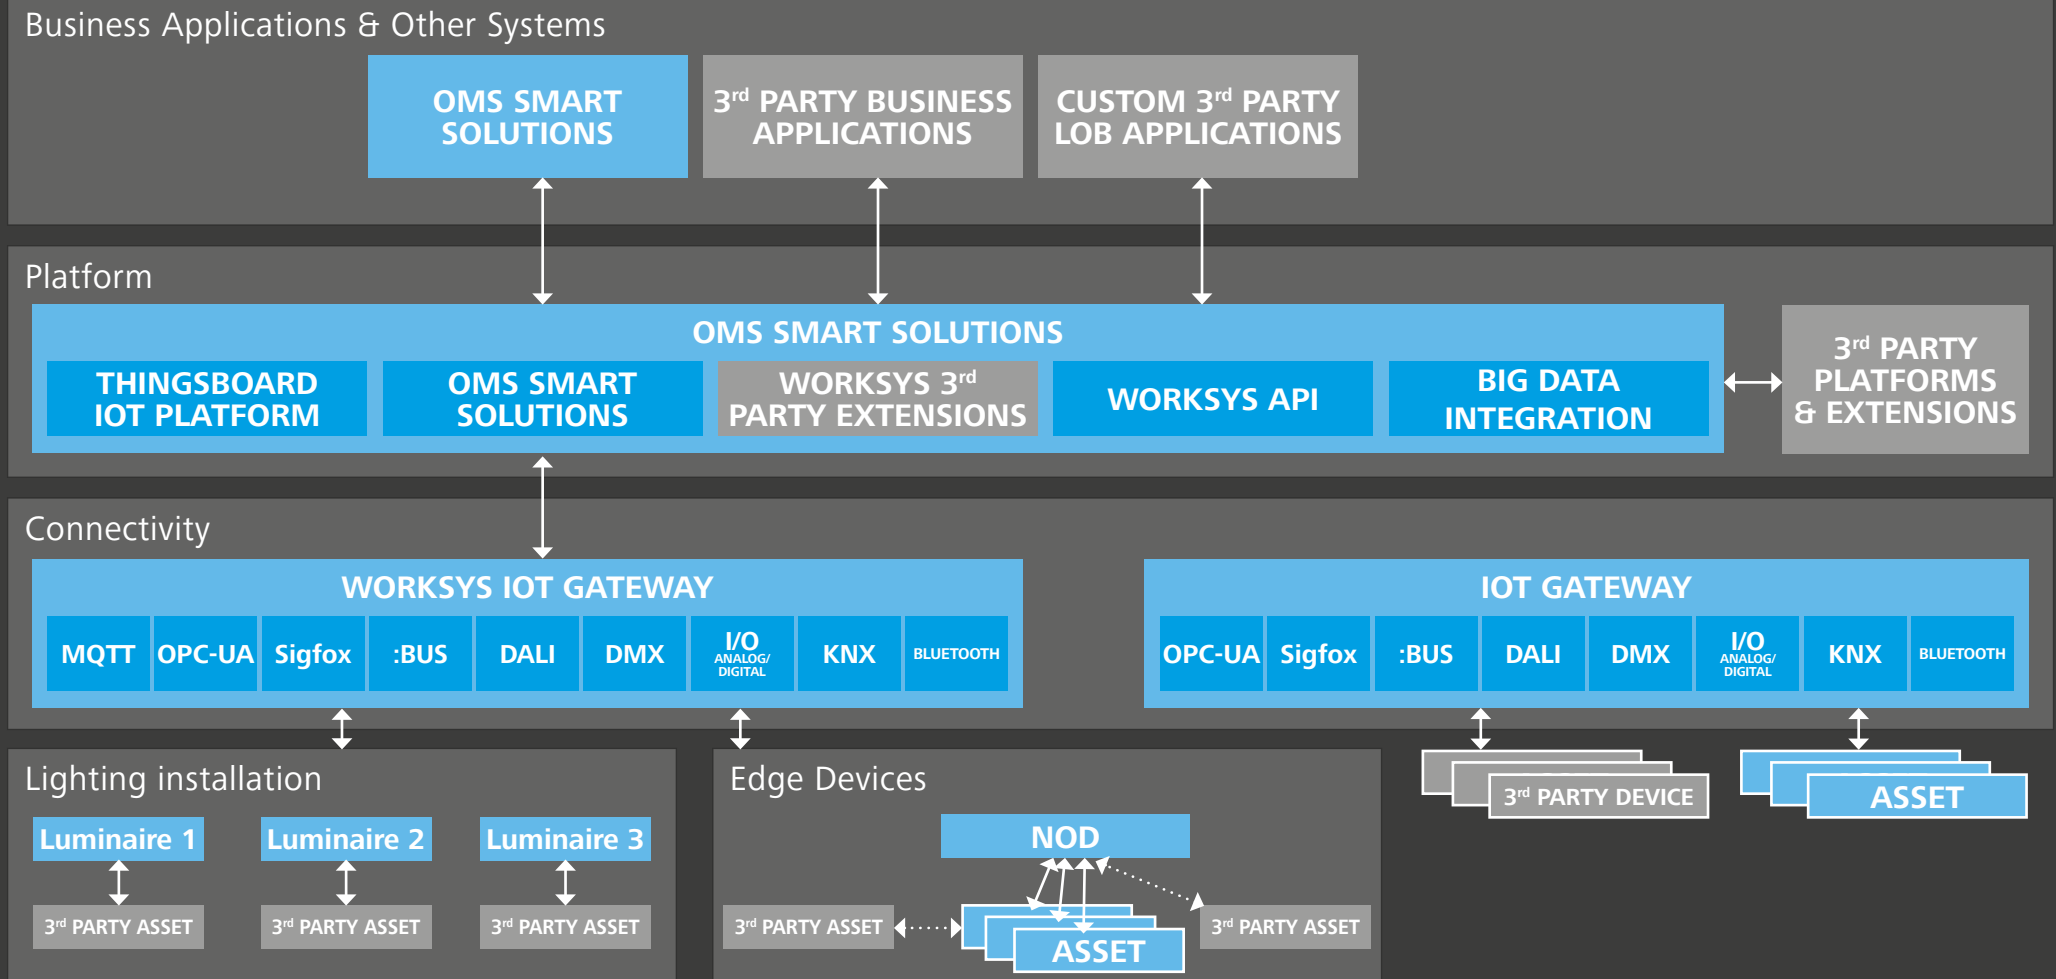 Business Applications & Other Systems
OMS SMART
SOLUTIONS
3rd PARTY BUSINESS
APPLICATIONS
CUSTOM 3rd PARTY
LOB APPLICATIONS
Platform
OMS SMART SOLUTIONS
THINGSBOARD
IOT PLATFORM
OMS SMART
SOLUTIONS
WORKSYS 3rd
PARTY EXTENSIONS
WORKSYS API
BIG DATA
INTEGRATION
3rd PARTY
PLATFORMS
& EXTENSIONS
Connectivity
WORKSYS IOT GATEWAY
MQTT
OPC-UA
Sigfox
:BUS
DALI
DMX
I/O
ANALOG/
DIGITAL
KNX
BLUETOOTH
IOT GATEWAY
OPC-UA
Sigfox
:BUS
DALI
DMX
I/O
ANALOG/
DIGITAL
KNX
BLUETOOTH
Lighting installation
Luminaire 1
Luminaire 2
Luminaire 3
3rd PARTY ASSET
3rd PARTY ASSET
3rd PARTY ASSET
Edge Devices
NOD
3rd PARTY ASSET
ASSET
3rd PARTY ASSET
3rd PARTY DEVICE
ASSET